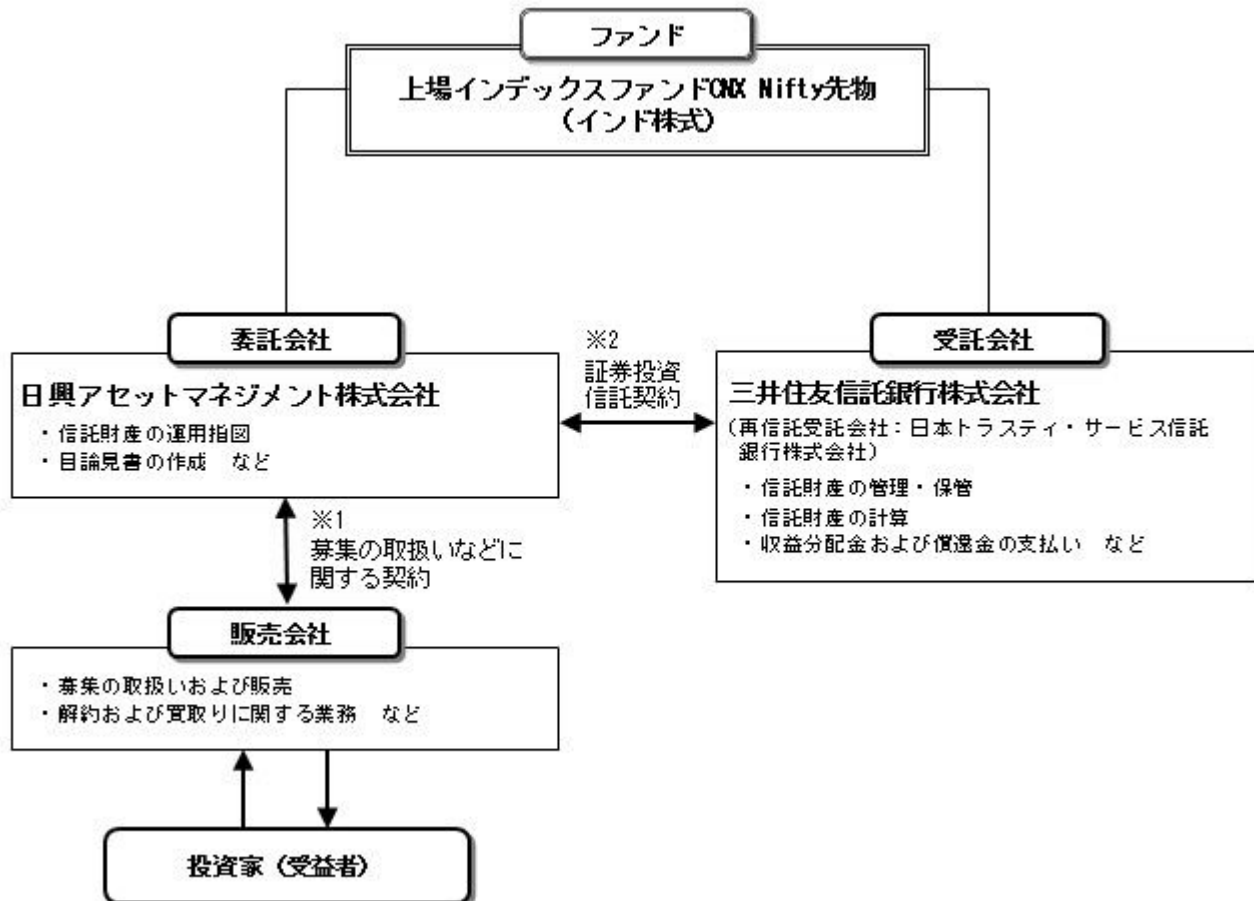 ファンド
上場インデックスファンドCNX Nifty先物
（インド株式）
委託会社
日興アセットマネジメント株式会社
・信託財産の運用指図
・目論見書の作成　など
※2
証券投資
信託契約
受託会社
三井住友信託銀行株式会社
（再信託受託会社：日本トラスティ・サービス信託
銀行株式会社）
・信託財産の管理・保管
・信託財産の計算
・収益分配金および償還金の支払い　など
※1
募集の取扱いなどに
関する契約
販売会社
・募集の取扱いおよび販売
・解約および買取りに関する業務　など
投資家（受益者）